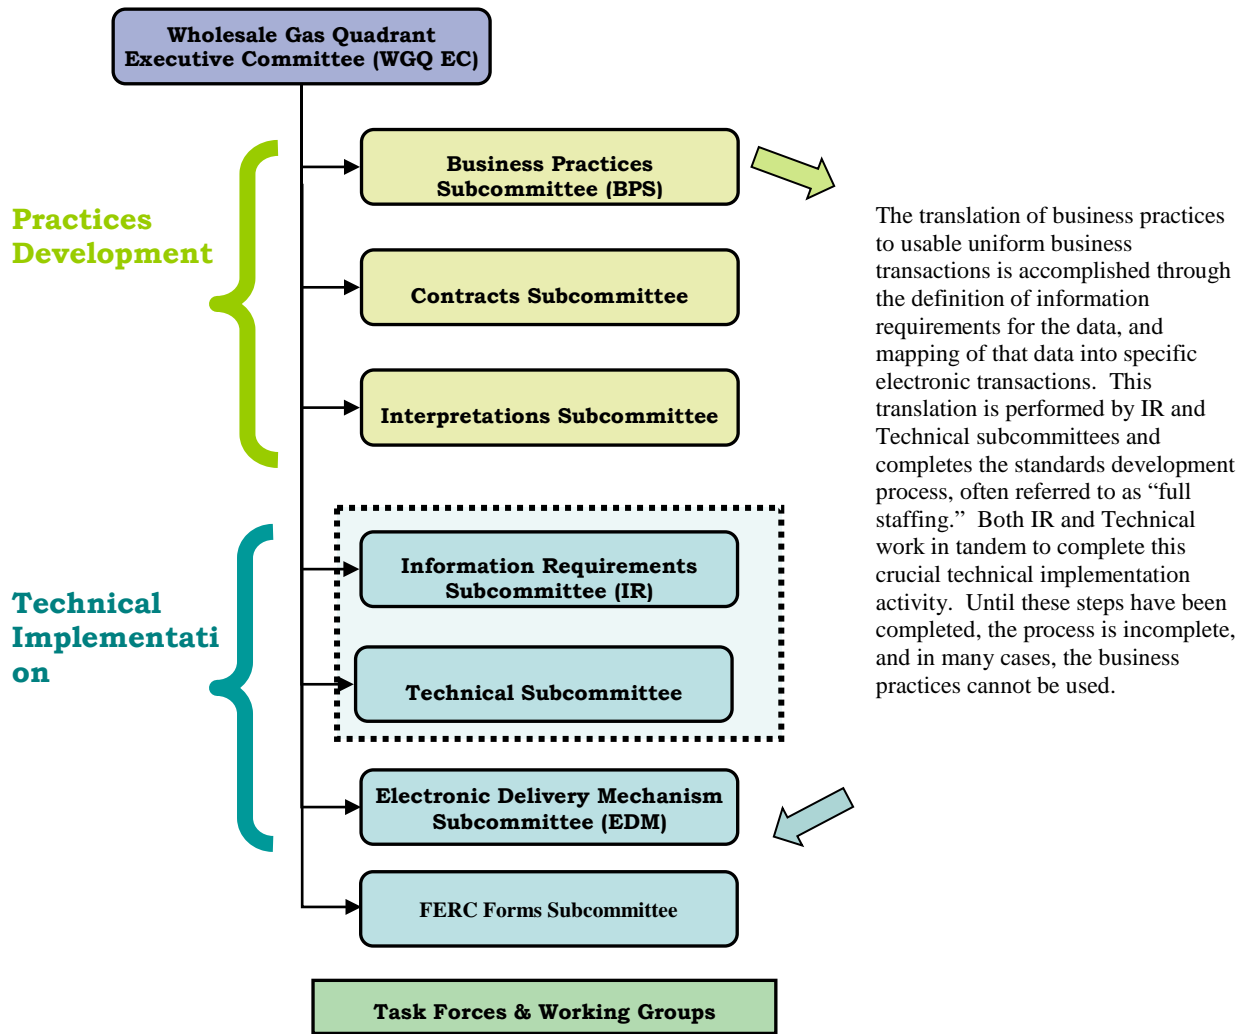 Wholesale Gas Quadrant
Executive Committee (WGQ EC)
Practices
Development
Business Practices
Subcommittee (BPS)
Contracts Subcommittee
Interpretations Subcommittee
Technical
Implementati
on
Information Requirements
Subcommittee (IR)
Technical Subcommittee
Electronic Delivery Mechanism
Subcommittee (EDM)
FERC Forms Subcommittee
Task Forces & Working Groups
The translation of business practices
to usable uniform business
transactions is accomplished through
the definition of information
requirements for the data, and
mapping of that data into specific
electronic transactions.  This
translation is performed by IR and
Technical subcommittees and
completes the standards development
process, often referred to as “full
staffing.”  Both IR and Technical
work in tandem to complete this
crucial technical implementation
activity.  Until these steps have been
completed, the process is incomplete,
and in many cases, the business
practices cannot be used.